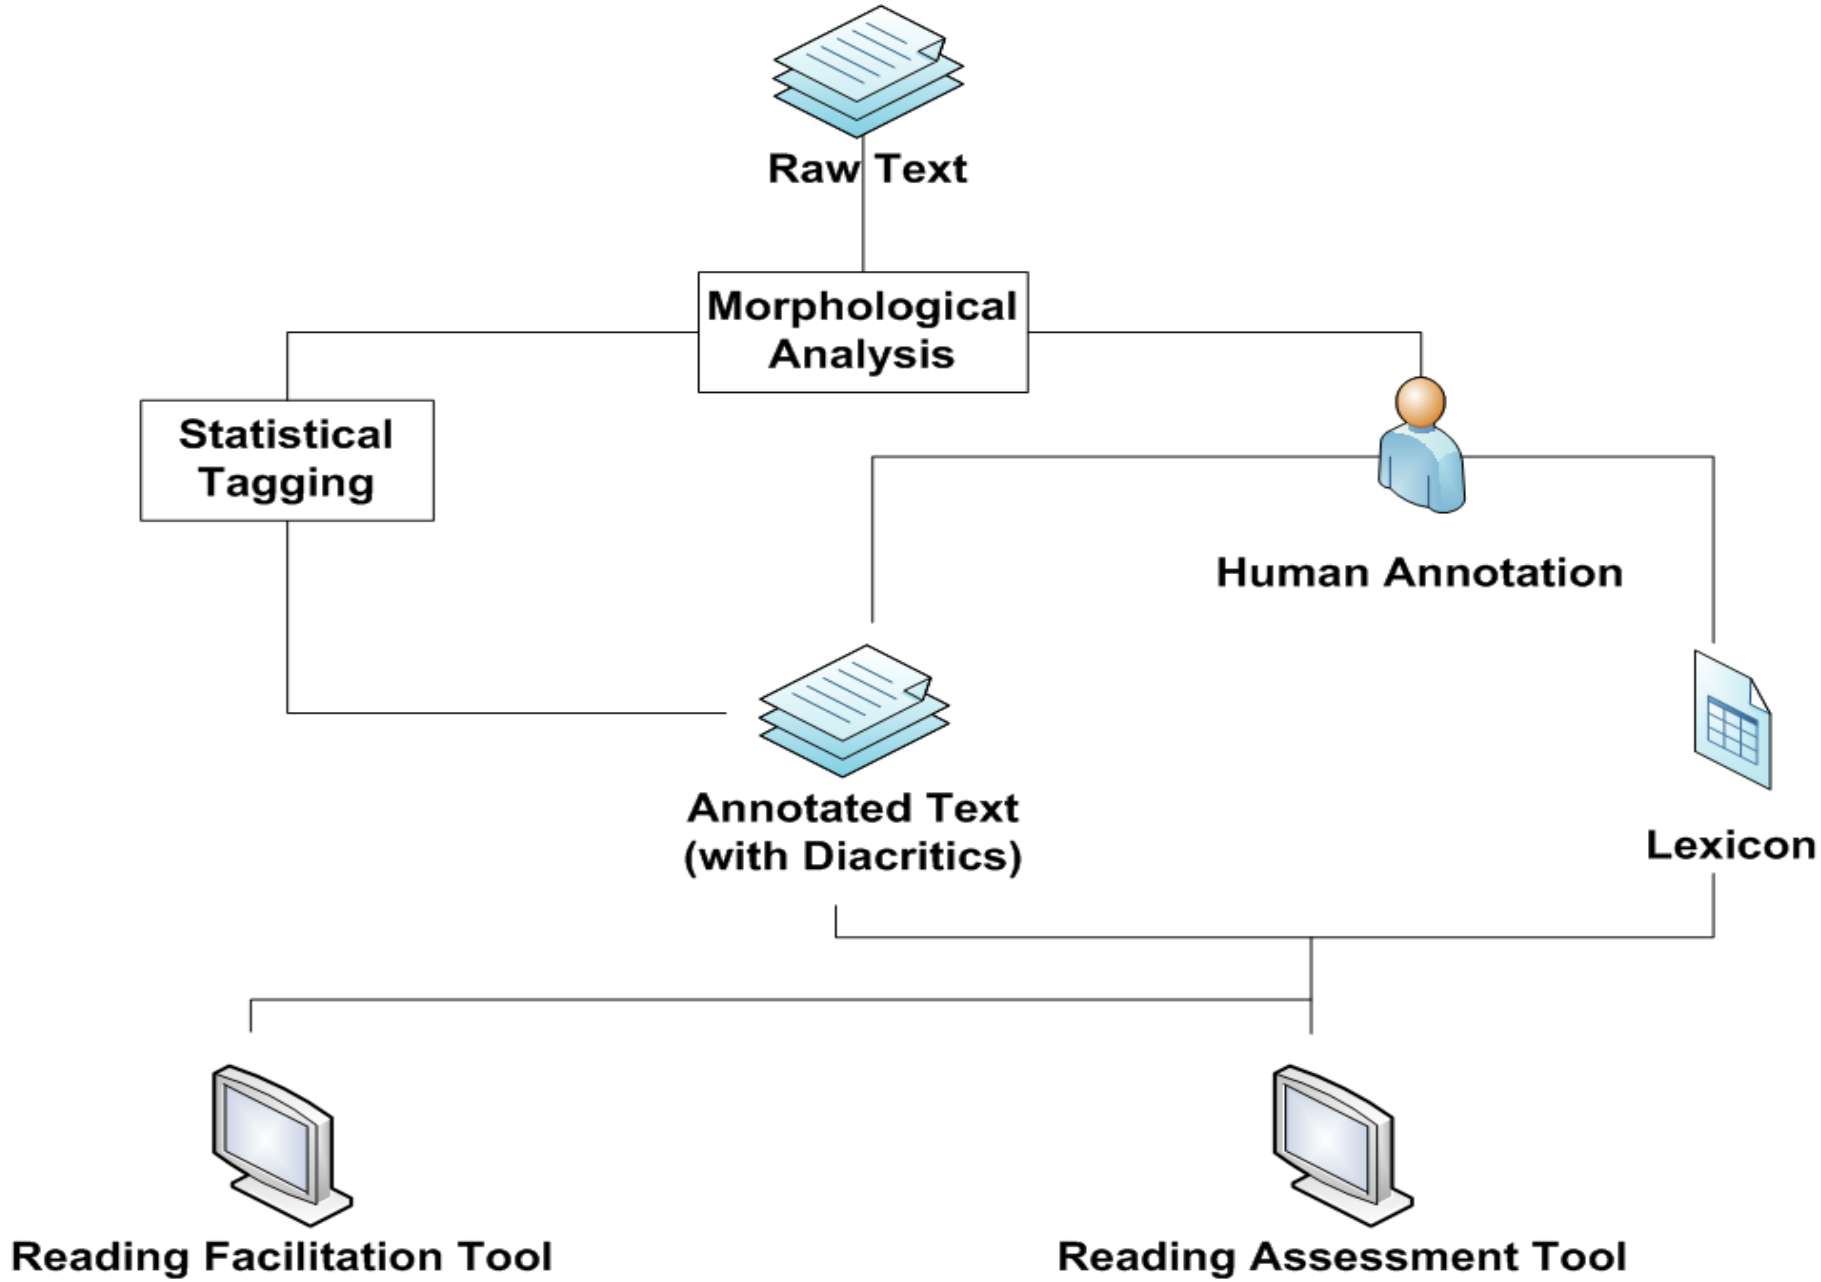 Raw Text
Morphological
Analysis
Statistical
Tagging
Human Annotation
Annotated Text
(with Diacritics)
Lexicon
Reading Facilitation Tool
Reading Assessment Tool